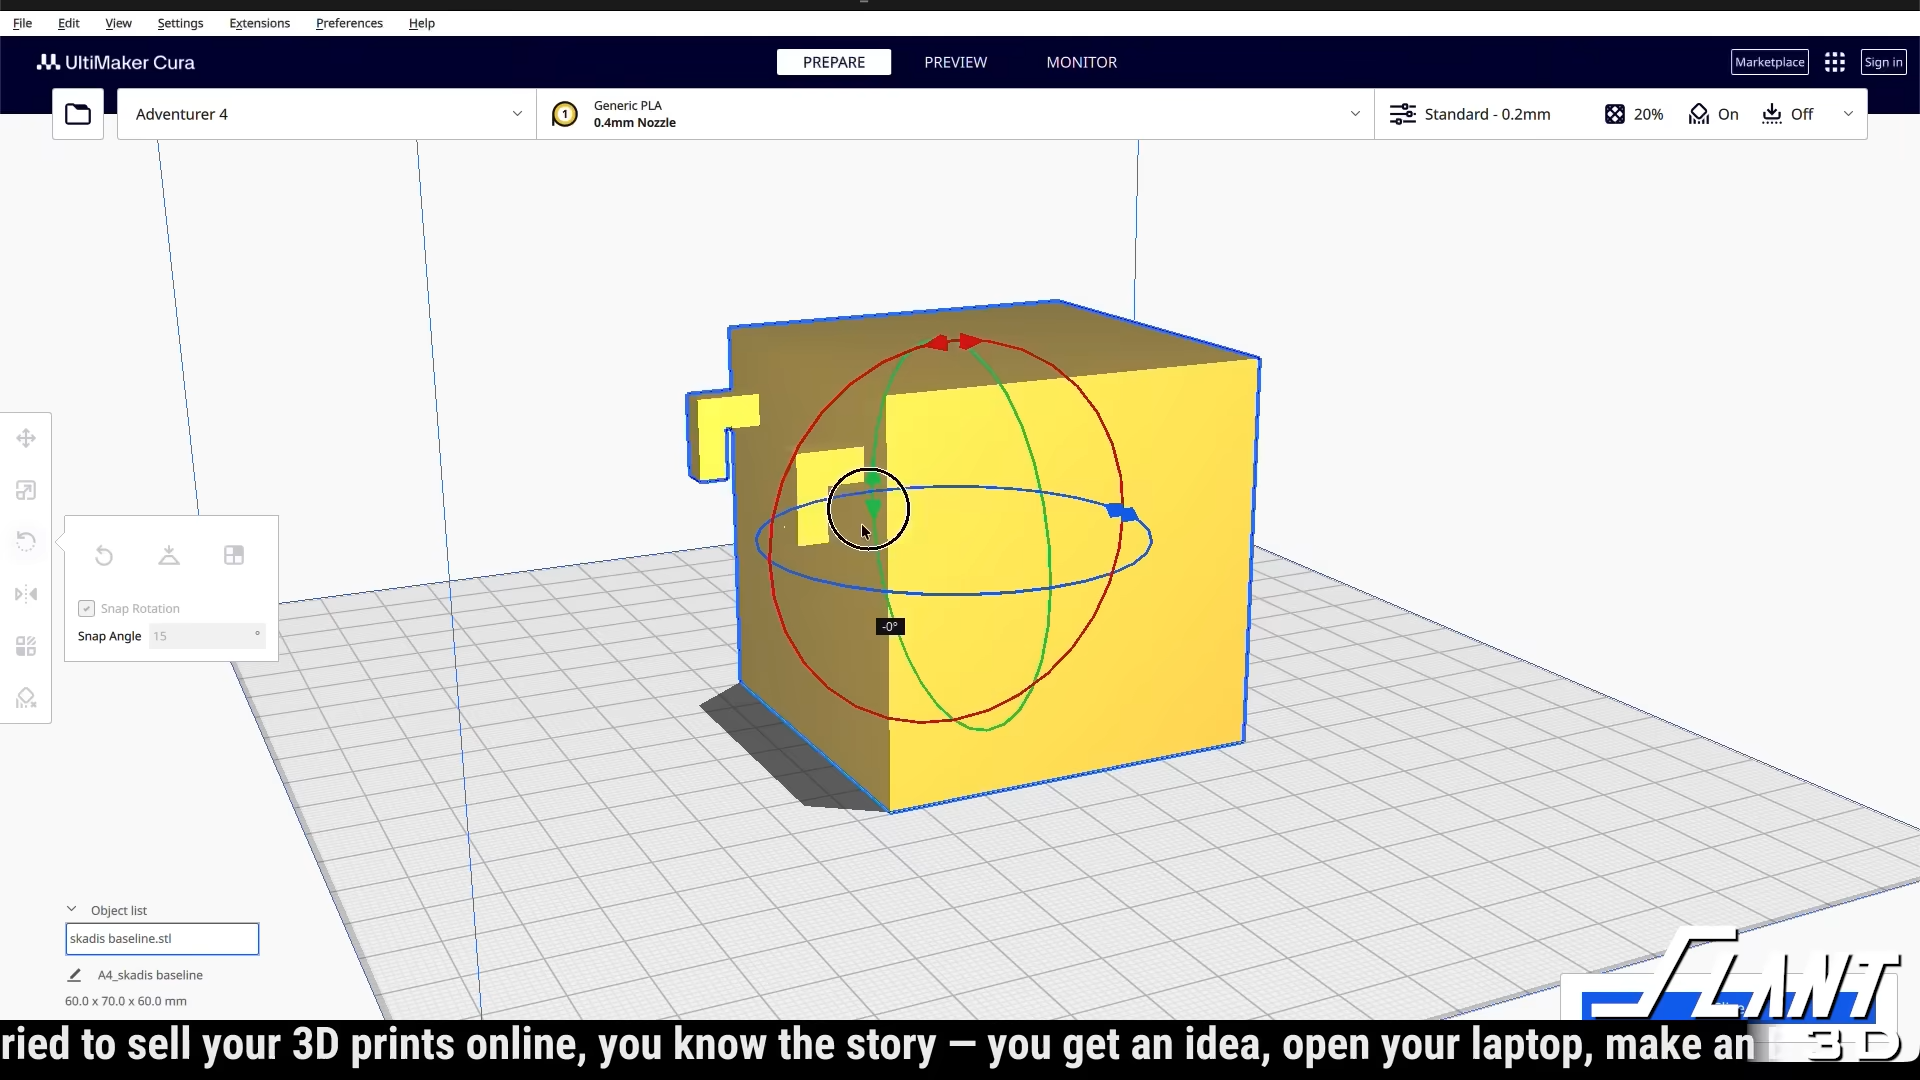 File Edit View Settings Extensions Preferences Help
UltiMaker Cura PREPARE PREVIEW MONITOR Marketplace Sign in
Adventurer 4
1
Generic PLA
0.4mm Nozzle
Standard - 0.2mm 20% On Off
Snap Rotation
Snap Angle 15 °
-0°
Object list
skadis baseline.stl
A4_skadis baseline
60.0 x 70.0 x 60.0 mm
SLANT
3D
ried to sell your 3D prints online, you know the story — you get an idea, open your laptop, make an